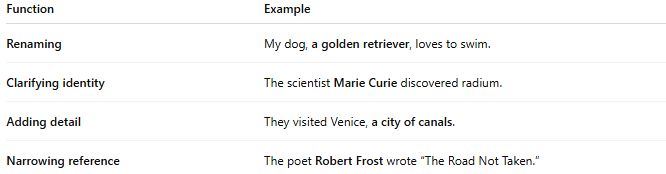 Function Example
Renaming My dog, a golden retriever, loves to swim.
Clarifying identity The scientist Marie Curie discovered radium.
Adding detail They visited Venice, a city of canals.
Narrowing reference The poet Robert Frost wrote “The Road Not Taken.”